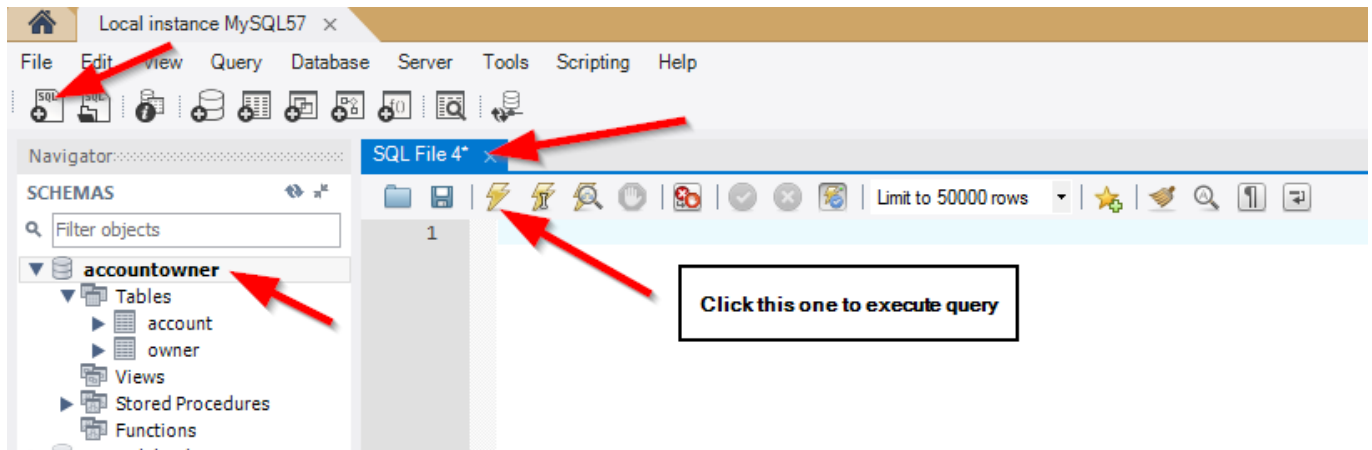 Local instance MySQL57 ×
File Edit View Query Database Server Tools Scripting Help
SQL SQL
Navigator
SQL File 4* ×
SCHEMAS
Limit to 50000 rows
Filter objects
1
accountowner
Tables
account
owner
Views
Stored Procedures
Functions
Click this one to execute query